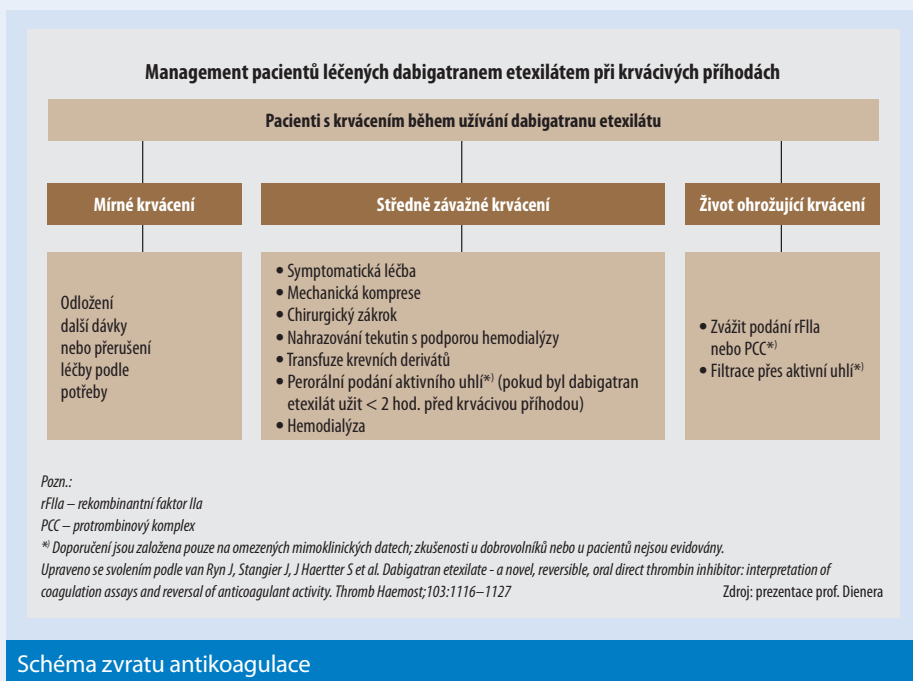 Management pacientů léčených dabigatranem etexilátem při krvácivých příhodách
Pacienti s krvácením během užívání dabigatranu etexilátu
Mírné krvácení
Odložení
další dávky
nebo přerušení
léčby podle
potřeby
Středně závažné krvácení
• Symptomatická léčba
• Mechanická komprese
• Chirurgický zákrok
• Nahrazování tekutin s podporou hemodialýzy
• Transfuze krevních derivátů
• Perorální podání aktivního uhlí*) (pokud byl dabigatran
etexilát užit < 2 hod. před krvácivou příhodou)
• Hemodialýza
Život ohrožující krvácení
• Zvážit podání rFIIa
nebo PCC*)
• Filtrace přes aktivní uhlí*)
Pozn.:
rFIIa – rekombinantní faktor IIa
PCC – protrombinový komplex
*) Doporučení jsou založena pouze na omezených mimoklinických datech; zkušenosti u dobrovolníků nebo u pacientů nejsou evidovány.
Upraveno se svolením podle van Ryn J, Stangier J, J Haertter S et al. Dabigatran etexilate - a novel, reversible, oral direct thrombin inhibitor: interpretation of
coagulation assays and reversal of anticoagulant activity. Thromb Haemost;103:1116–1127
Zdroj: prezentace prof. Dienera
Schéma zvratu antikoagulace